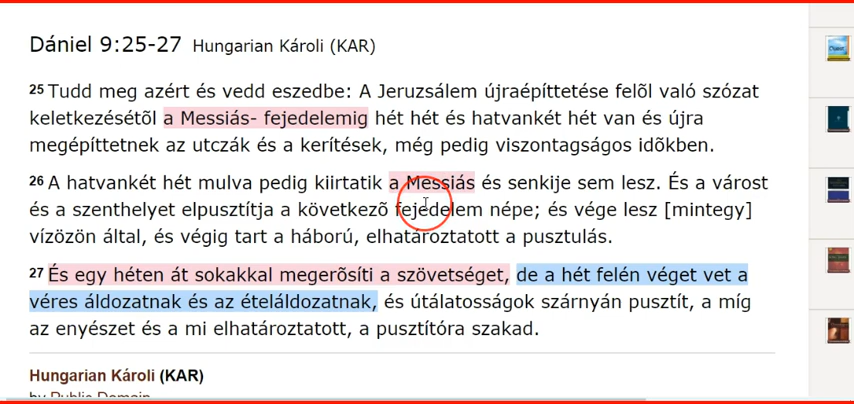 Dániel 9:25-27 Hungarian Károli (KAR)
25 Tudd meg azért és vedd eszedbe: A Jeruzsálem újraépíttetése felõl való szózat
keletkezésétõl a Messiás- fejedelemig hét hét és hatvankét hét van és újra
megépíttetnek az utczák és a kerítések, még pedig viszontagságos idõkben.
26 A hatvankét hét mulva pedig kiirtatik a Messiás és senkije sem lesz. És a várost
és a szenthelyet elpusztítja a következõ fejedelem népe; és vége lesz [mintegy]
vízözön által, és végig tart a háború, elhatároztatott a pusztulás.
27 És egy héten át sokakkal megerõsíti a szövetséget, de a hét felén véget vet a
véres áldozatnak és az ételáldozatnak, és útálatosságok szárnyán pusztít, a míg
az enyészet és a mi elhatároztatott, a pusztítóra szakad.
Hungarian Károli (KAR)
by Public Domain